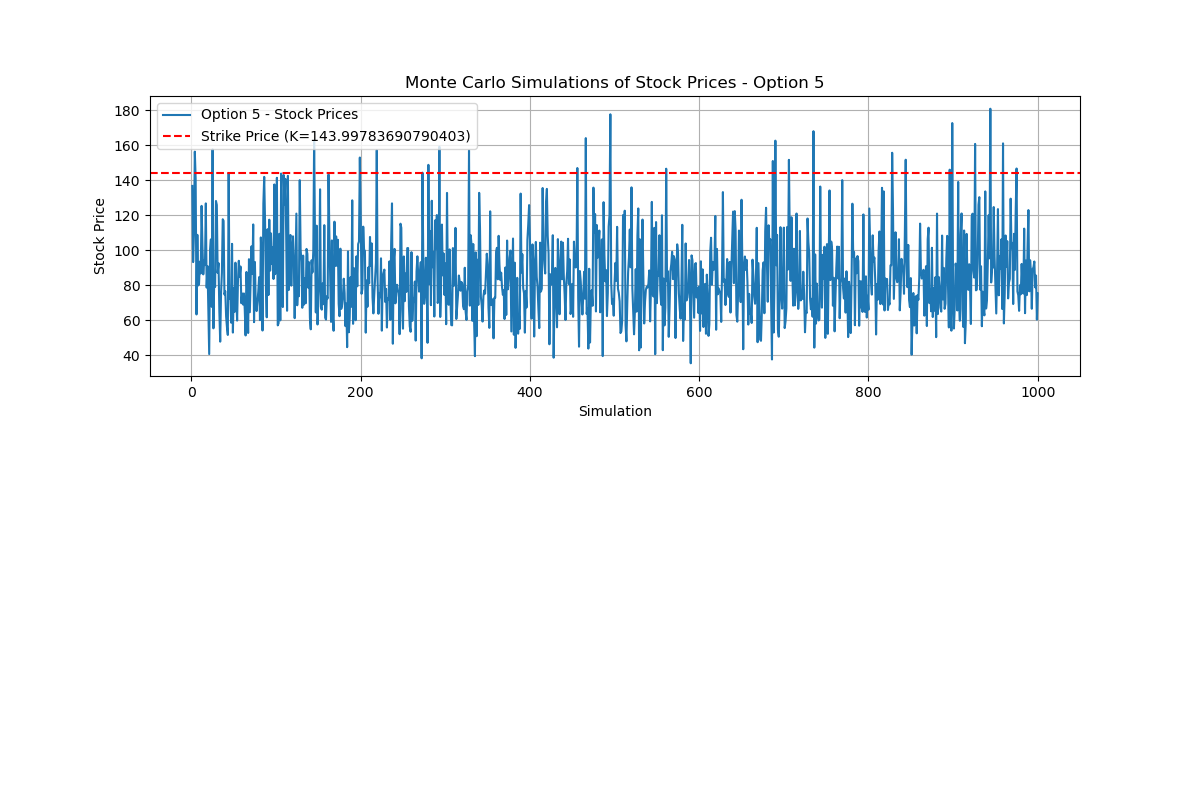 Monte Carlo Simulations of Stock Prices - Option 5
Option 5 - Stock Prices
Strike Price (K=143.99783690790403)
180
160
140
120
100
80
60
40
Stock Price
0 200 400 600 800 1000
Simulation